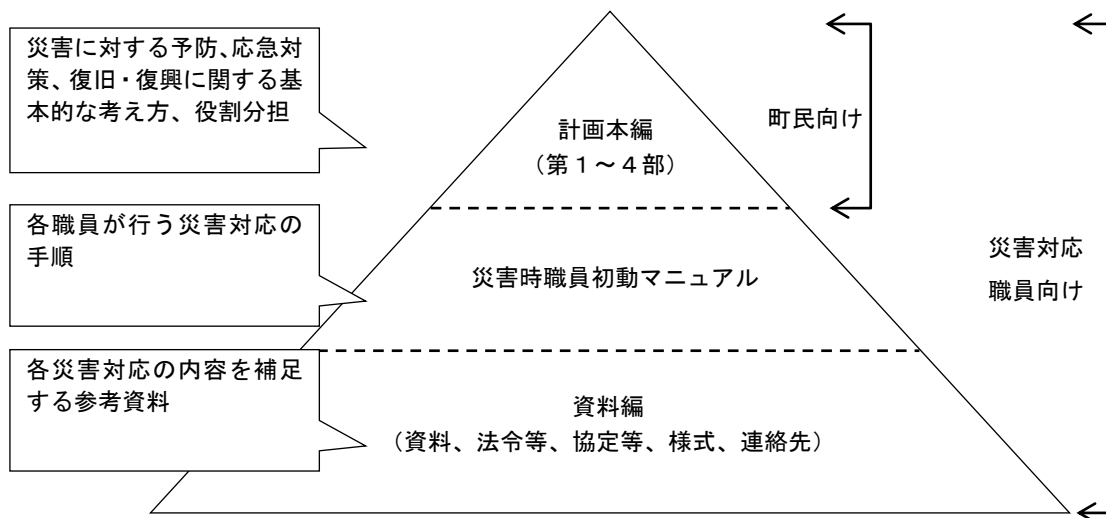 災害に対する予防、応急対
策、復旧・復興に関する基
本的な考え方、役割分担
計画本編
（第１～４部）
町民向け
各職員が行う災害対応の
手順
災害時職員初動マニュアル
災害対応
職員向け
各災害対応の内容を補足
する参考資料
資料編
（資料、法令等、協定等、様式、連絡先）